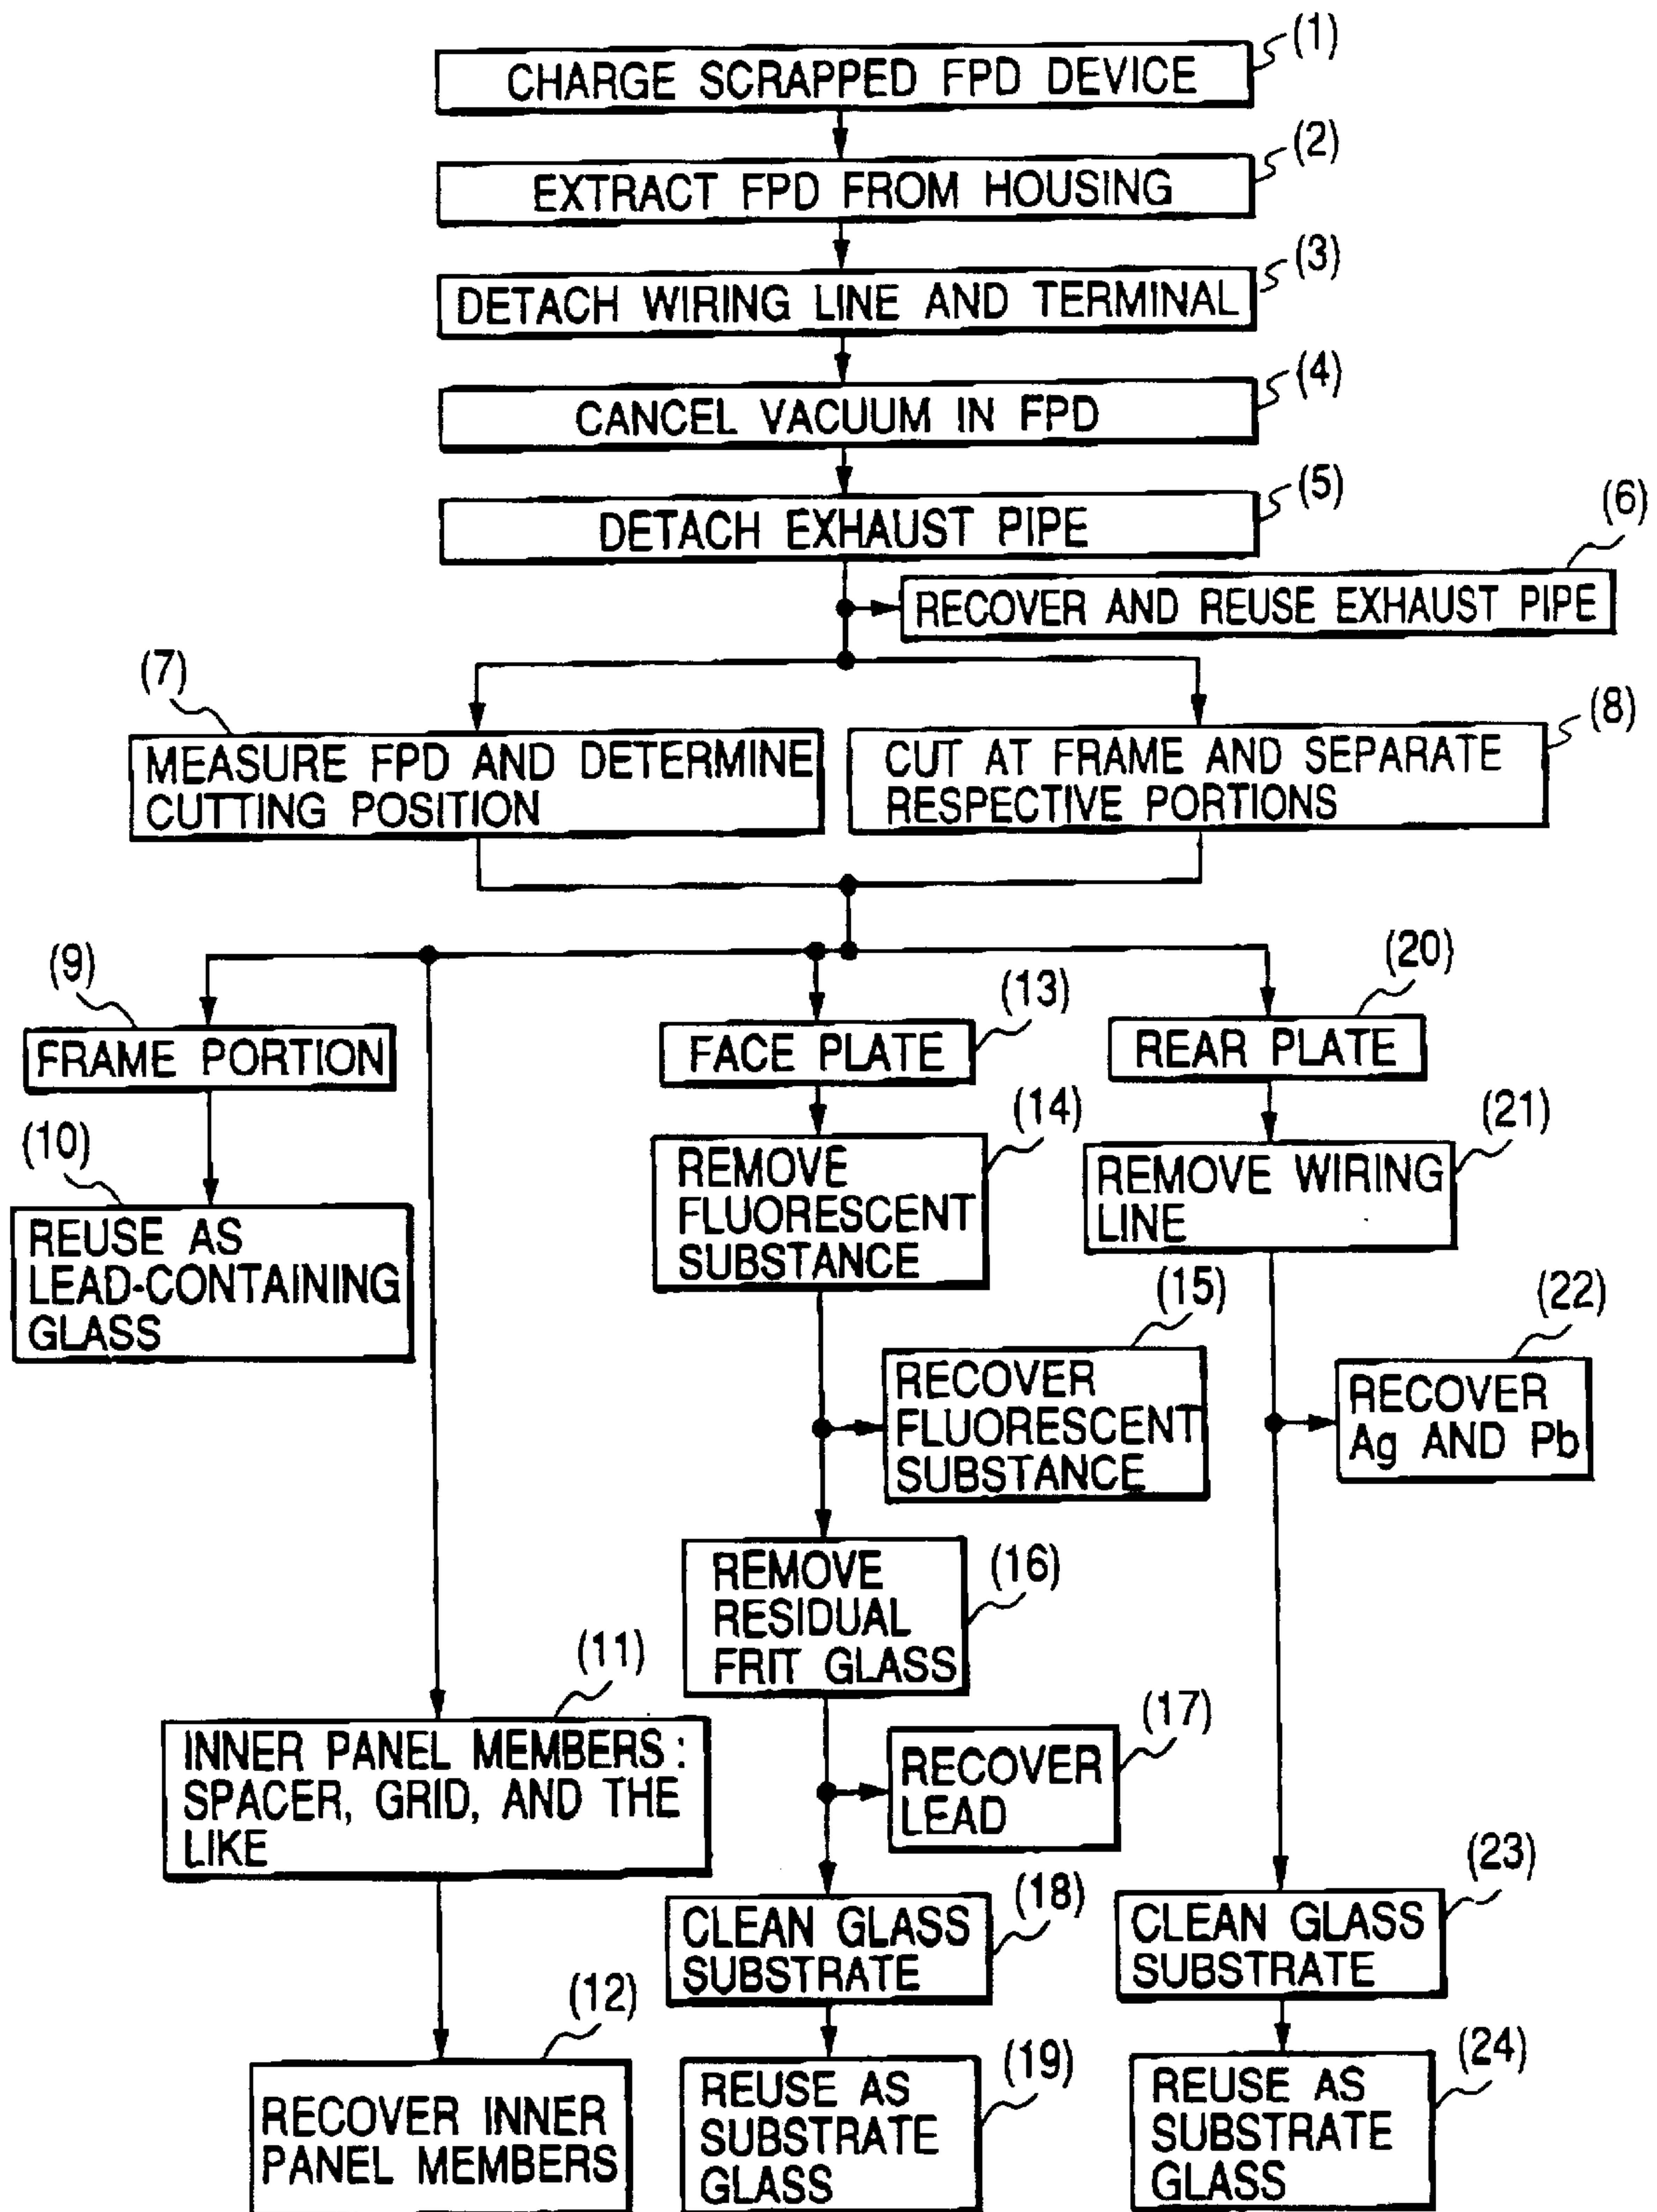 (1)
CHARGE SCRAPPED FPD DEVICE
(2)
EXTRACT FPD FROM HOUSING
(3)
DETACH WIRING LINE AND TERMINAL
(4)
CANCEL VACUUM IN FPD
(5)
DETACH EXHAUST PIPE
(6)
RECOVER AND REUSE EXHAUST PIPE
(7)
MEASURE FPD AND DETERMINE
CUTTING POSITION
(8)
CUT AT FRAME AND SEPARATE
RESPECTIVE PORTIONS
(9)
FRAME PORTION
(10)
REUSE AS
LEAD-CONTAINING
GLASS
(11)
INNER PANEL MEMBERS:
SPACER, GRID, AND THE
LIKE
(12)
RECOVER INNER
PANEL MEMBERS
(13)
FACE PLATE
(14)
REMOVE
FLUORESCENT
SUBSTANCE
(15)
RECOVER
FLUORESCENT
SUBSTANCE
(16)
REMOVE
RESIDUAL
FRIT GLASS
(17)
RECOVER
LEAD
(18)
CLEAN GLASS
SUBSTRATE
(19)
REUSE AS
SUBSTRATE
GLASS
(20)
REAR PLATE
(21)
REMOVE WIRING
LINE
(22)
RECOVER
Ag AND Pb
(23)
CLEAN GLASS
SUBSTRATE
(24)
REUSE AS
SUBSTRATE
GLASS